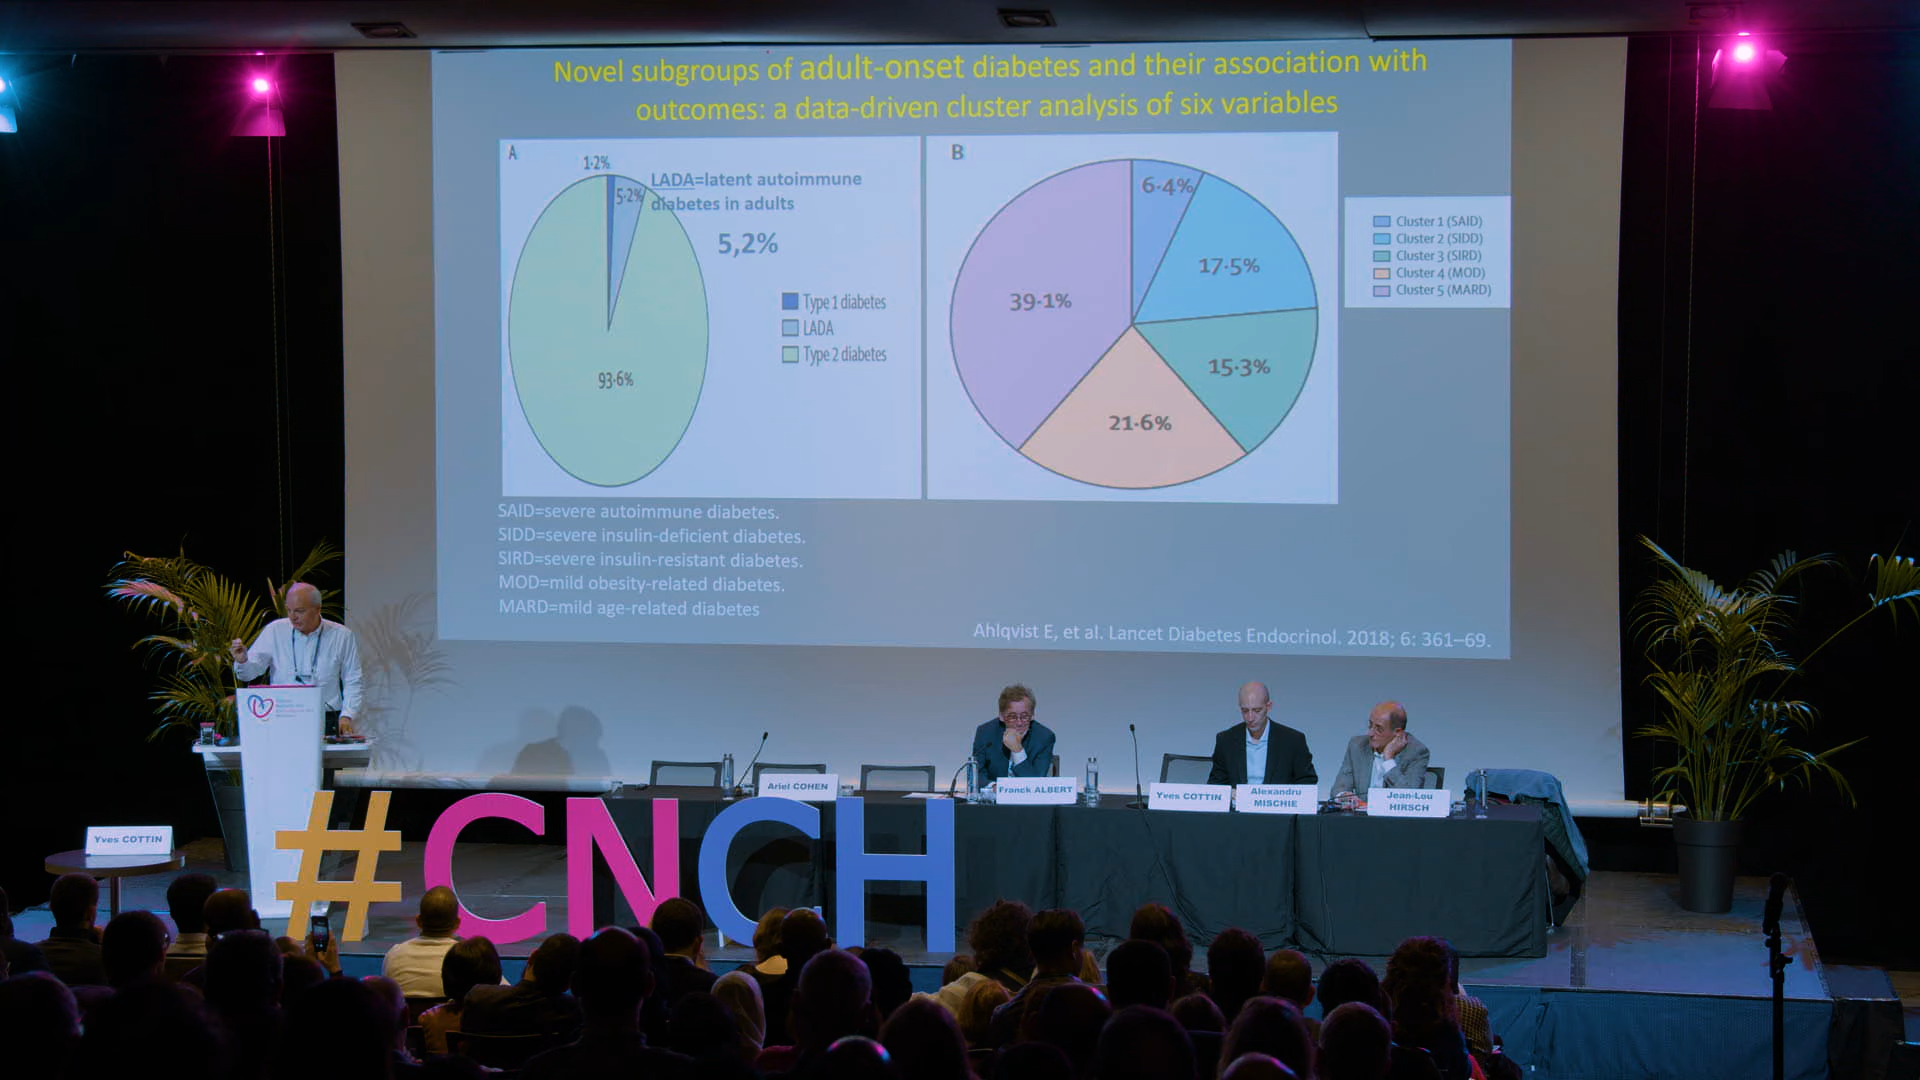 Novel subgroups of adult-onset diabetes and their association with
outcomes: a data-driven cluster analysis of six variables
A
1·2%
5·2%
LADA=latent autoimmune
diabetes in adults
5,2%
Type 1 diabetes
LADA
Type 2 diabetes
93·6%
B
6·4%
17·5%
15·3%
21·6%
39·1%
Cluster 1 (SAID)
Cluster 2 (SIDD)
Cluster 3 (SIRD)
Cluster 4 (MOD)
Cluster 5 (MARD)
SAID=severe autoimmune diabetes.
SIDD=severe insulin-deficient diabetes.
SIRD=severe insulin-resistant diabetes.
MOD=mild obesity-related diabetes.
MARD=mild age-related diabetes
Ahlqvist E, et al. Lancet Diabetes Endocrinol. 2018; 6: 361–69.
Ariel COHEN
Franck ALBERT
Yves COTTIN
Alexandru
MISCHIE
Jean-Lou
HIRSCH
Yves COTTIN
#CNCH